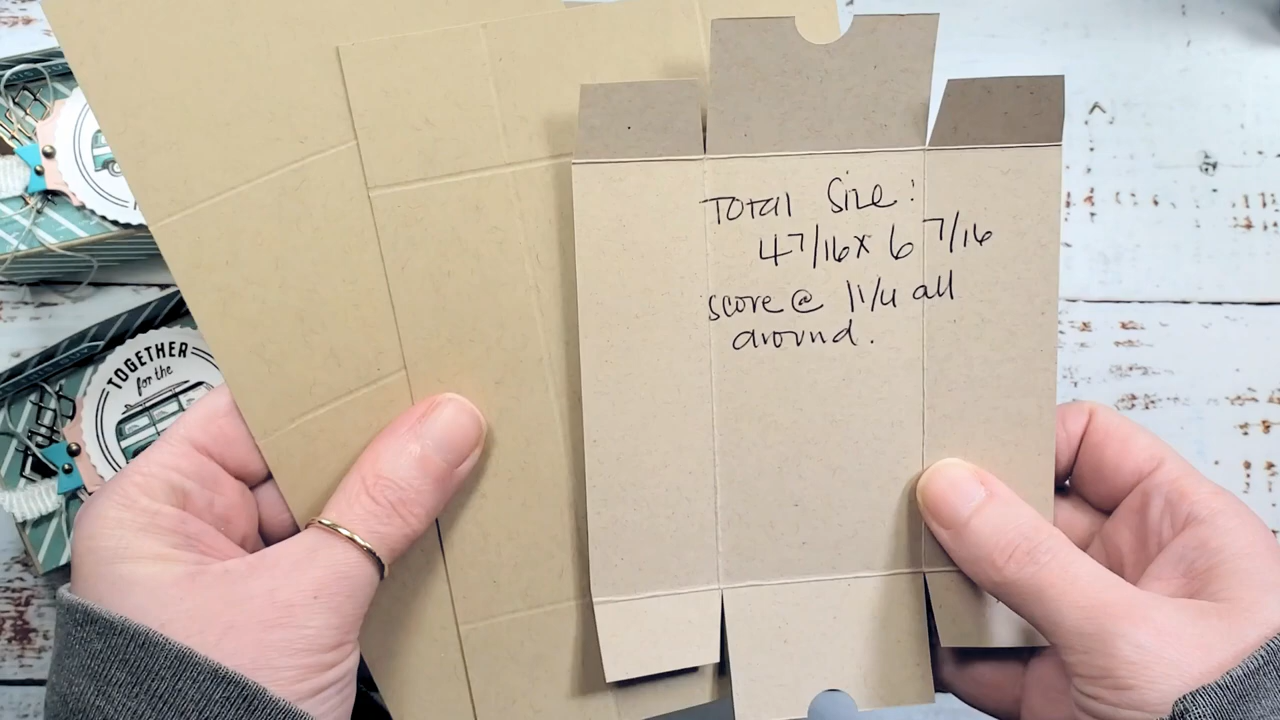 Total Size:
4 7/16 x 6 7/16
score @ 1 1/4 all
around.
TOGETHER
for the